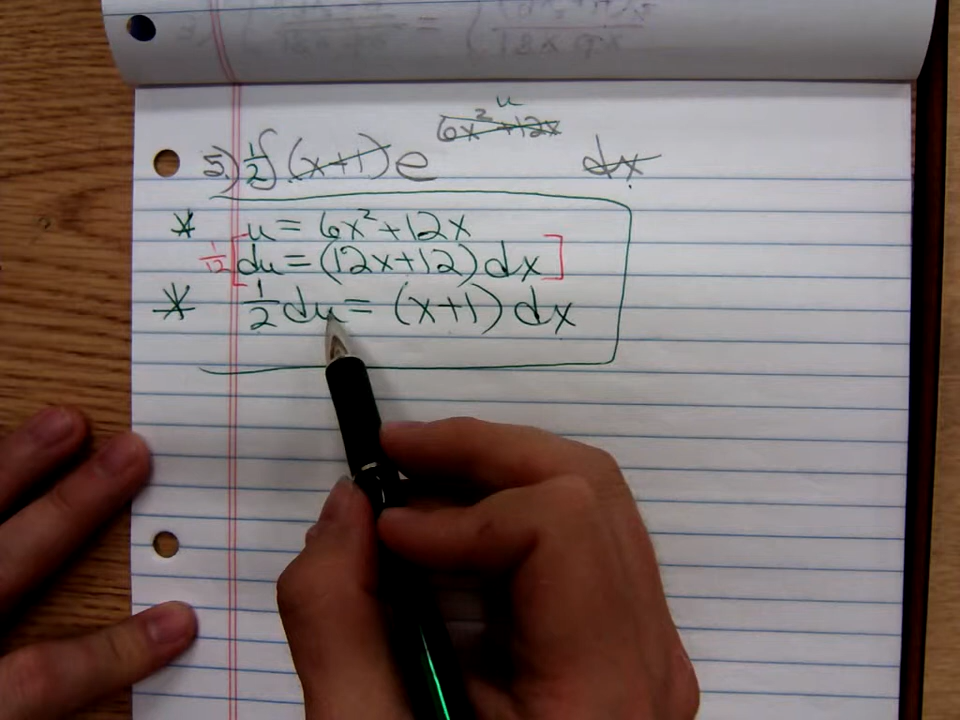 u
5.) 1/2 ∫ (x+1) e^(6x²+12x) dx
* u = 6x² + 12x
1/12 [du = (12x+12) dx]
* 1/2 du = (x+1) dx